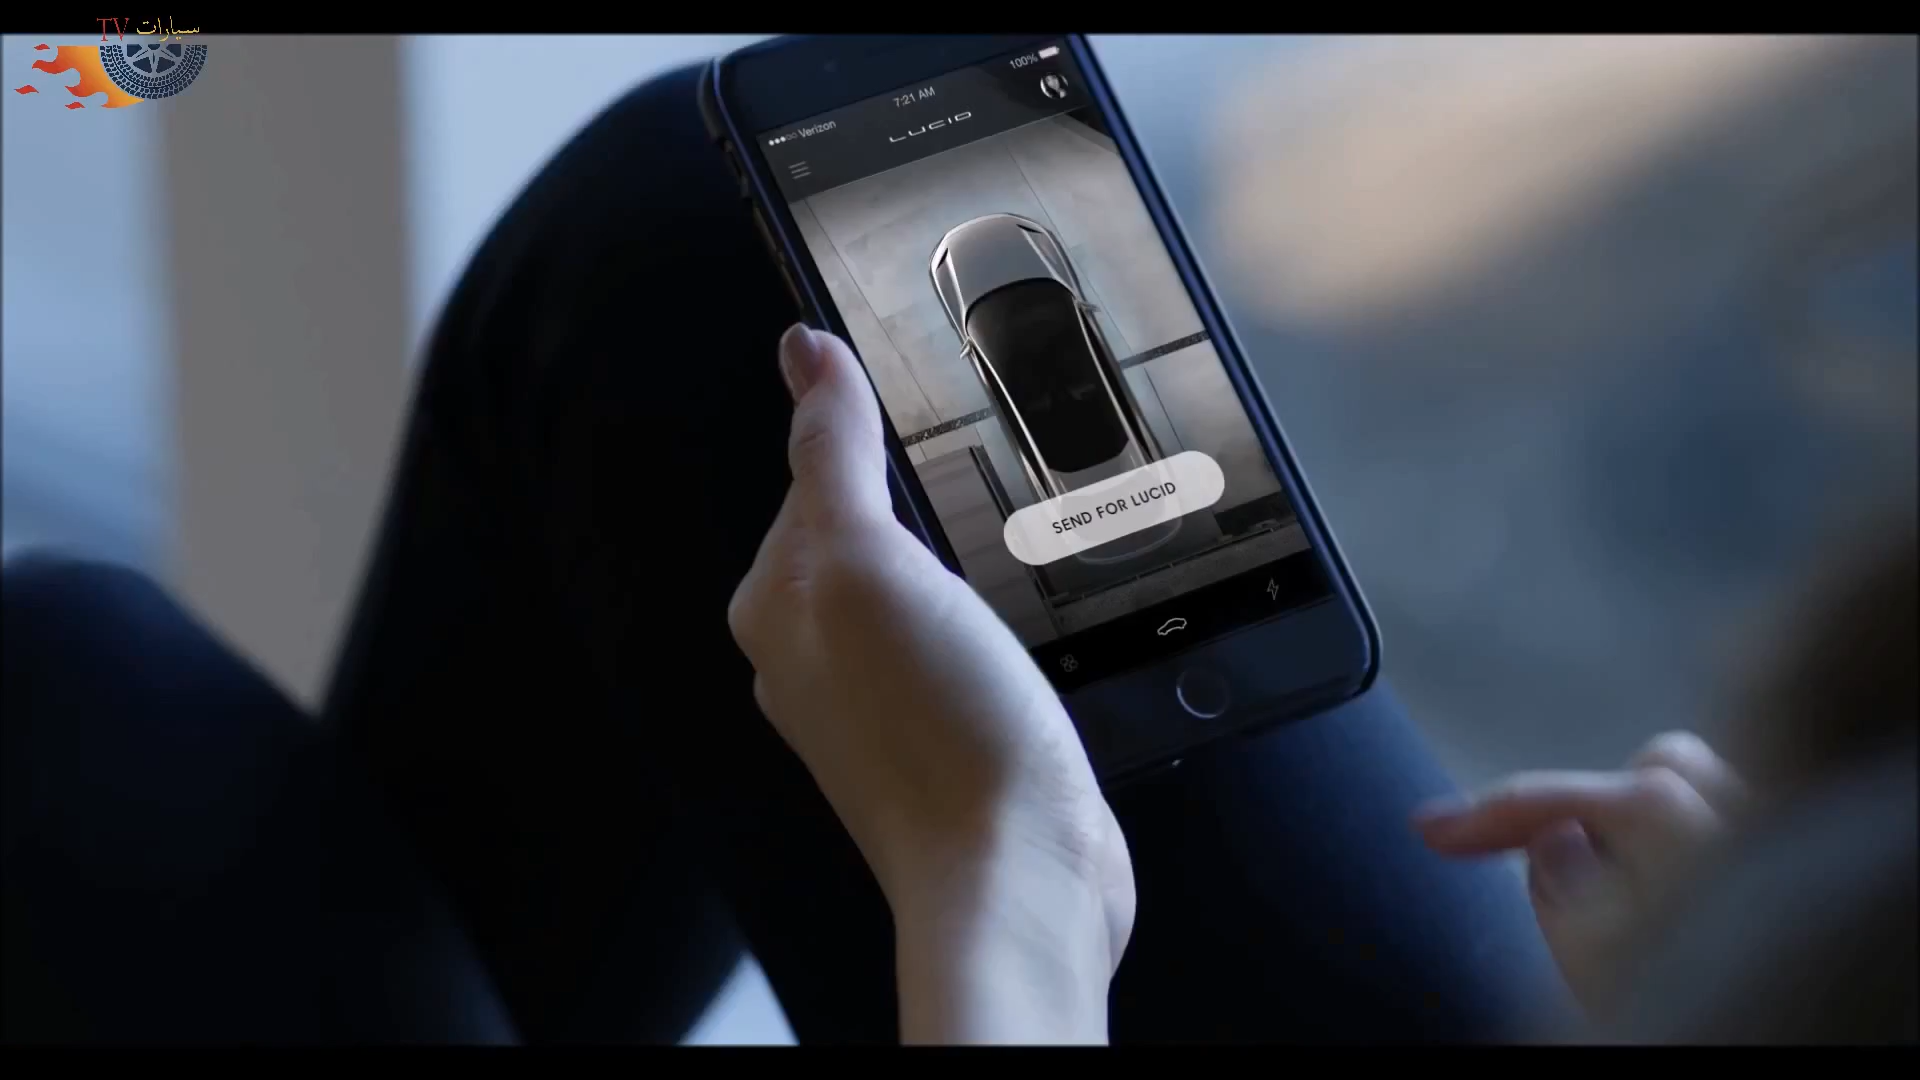 TV سيارات
100%
7:21 AM
Verizon
LUCID
SEND FOR LUCID